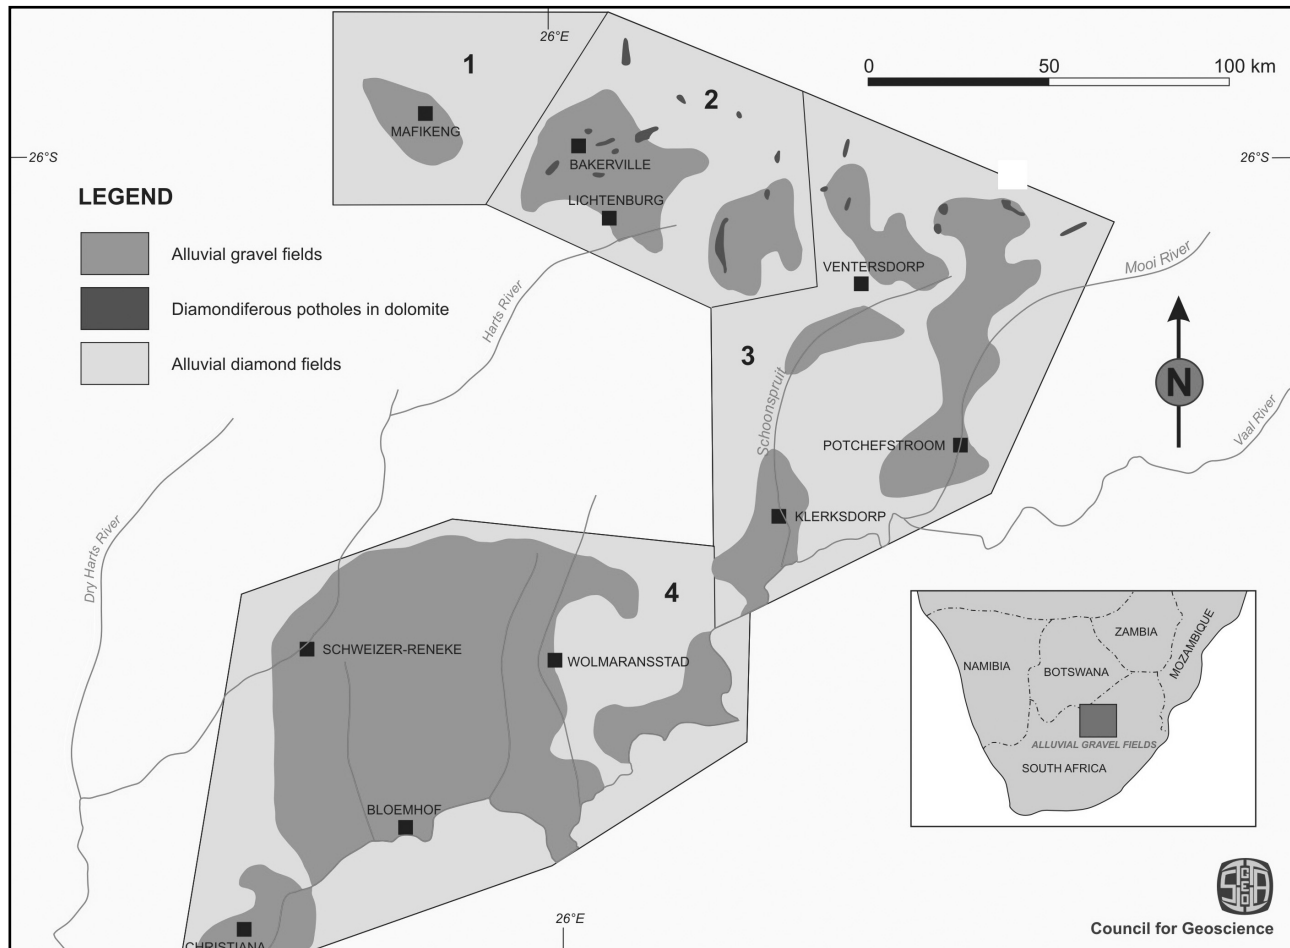 26°E
1
2
0 50 100 km
MAFIKENG
BAKERVILLE
26°S
26°S
LEGEND
LICHTENBURG
Alluvial gravel fields
Diamondiferous potholes in dolomite
Alluvial diamond fields
Harts River
VENTERSDORP
Mooi River
3
N
Schoonspruit
POTCHEFSTROOM
Vaal River
KLERKSDORP
Dry Harts River
4
SCHWEIZER-RENEKE
WOLMARANSSTAD
BLOEMHOF
CHRISTIANA
26°E
ZAMBIA
MOZAMBIQUE
NAMIBIA
BOTSWANA
ALLUVIAL GRAVEL FIELDS
SOUTH AFRICA
Council for Geoscience